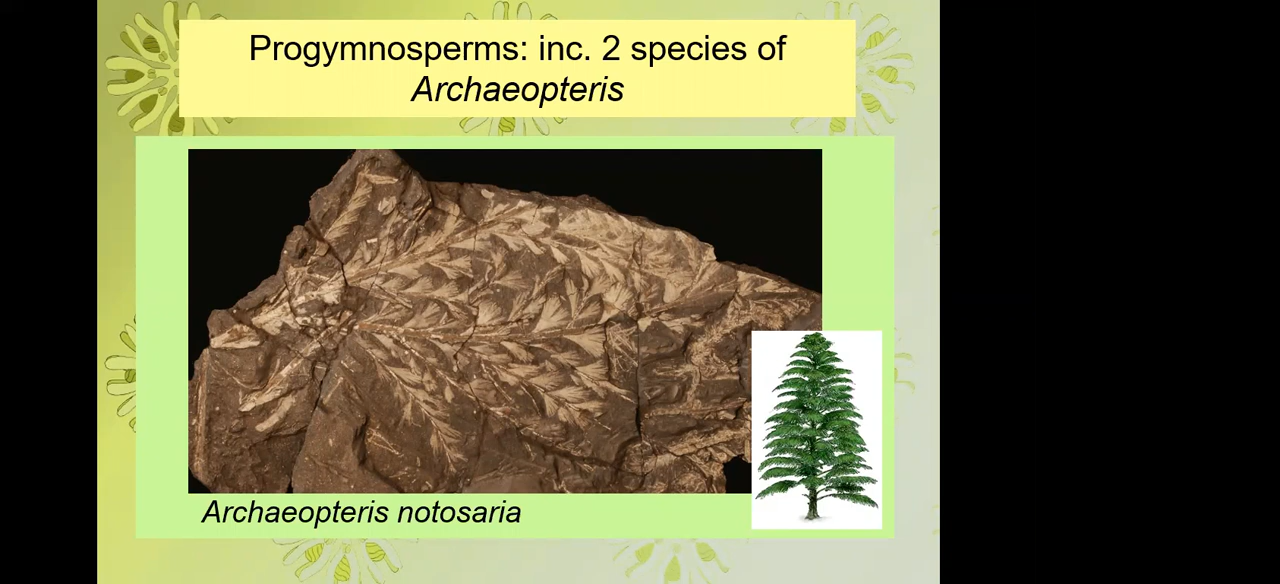 Progymnosperms: inc. 2 species of
Archaeopteris
Archaeopteris notosaria